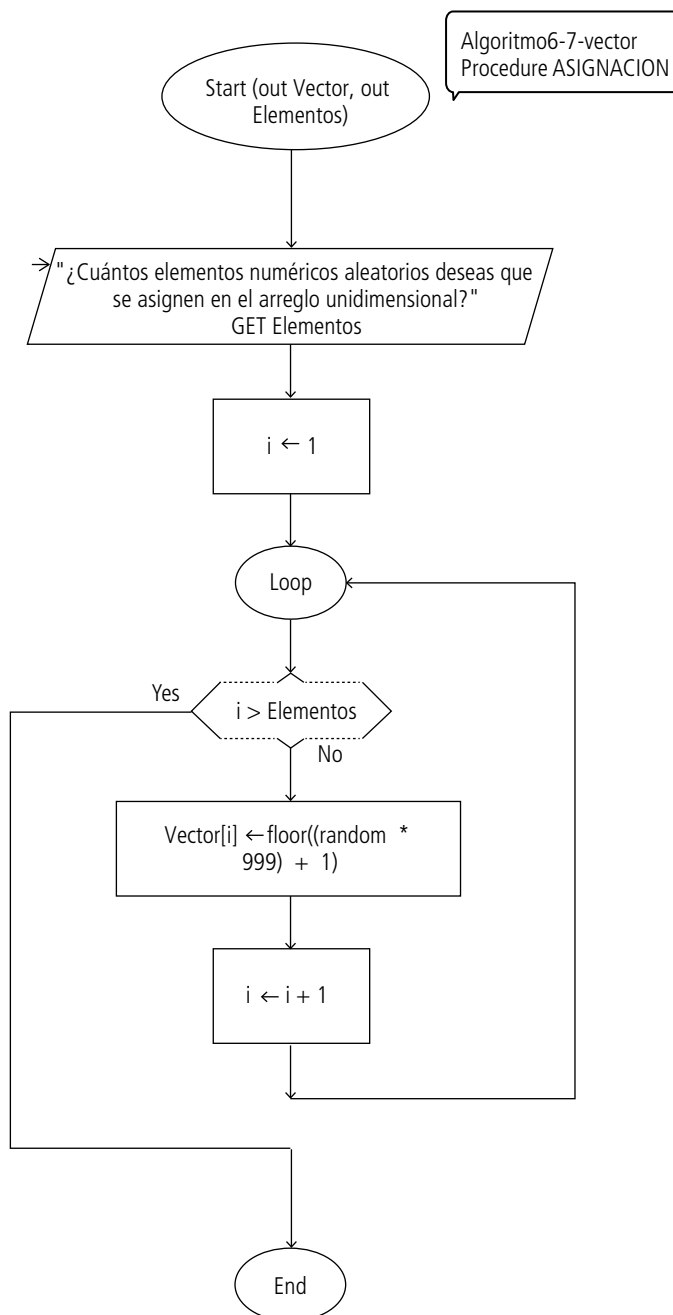 Algoritmo6-7-vector
Procedure ASIGNACION
Start (out Vector, out
Elementos)
"¿Cuántos elementos numéricos aleatorios deseas que
se asignen en el arreglo unidimensional?"
GET Elementos
i ← 1
Loop
Yes
i > Elementos
No
Vector[i] ←floor((random *
999) + 1)
i ← i + 1
End